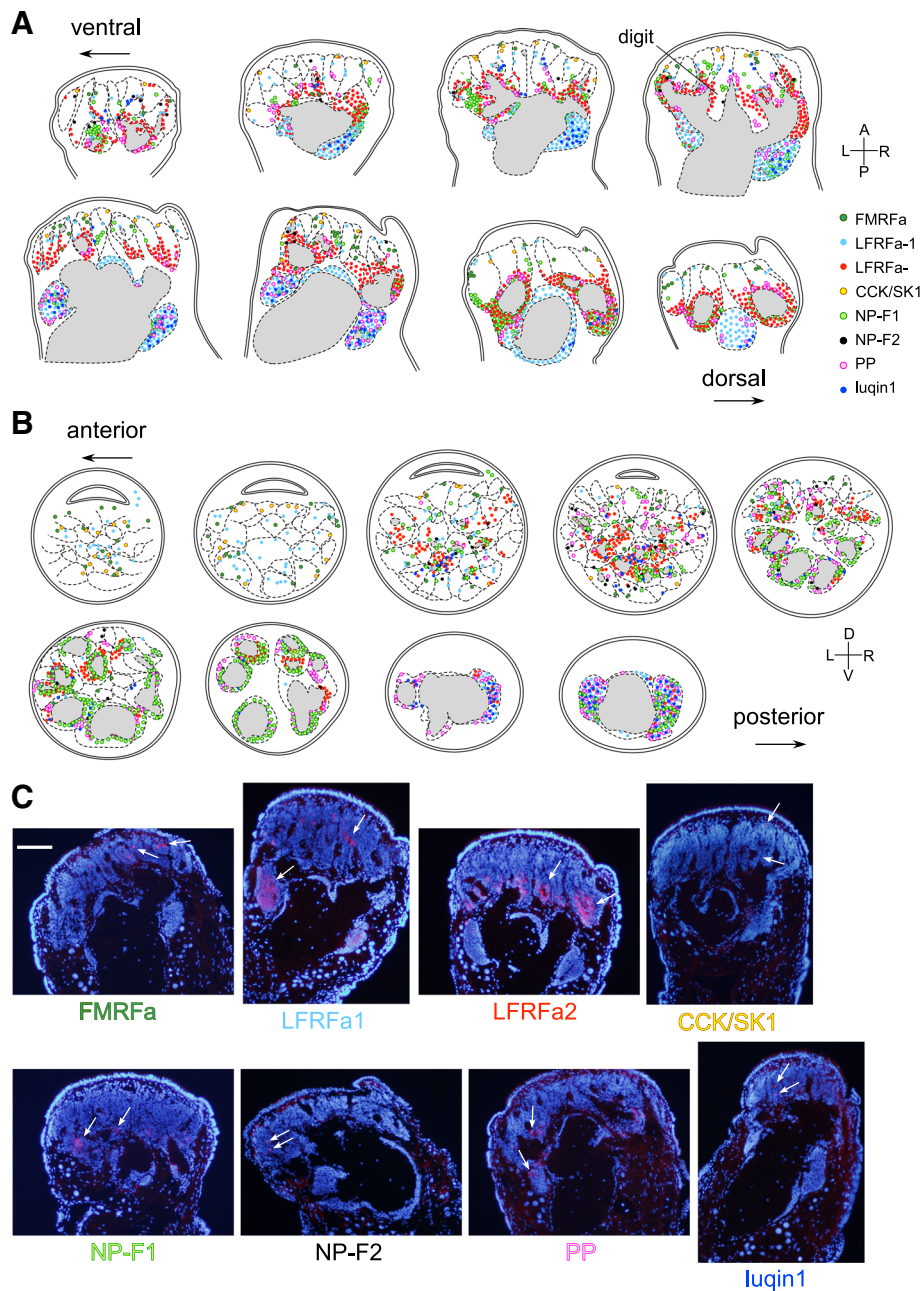 A
ventral
digit
A
L R
P
FMRFa
LFRFa-1
LFRFa-
CCK/SK1
NP-F1
NP-F2
PP
luqin1
dorsal
B
anterior
D
L R
V
posterior
C
FMRFa
LFRFa1
LFRFa2
CCK/SK1
NP-F1
NP-F2
PP
luqin1